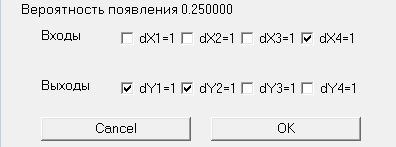 Вероятность появления 0.250000
Входы dX1=1 dX2=1 dX3=1 dX4=1
Выходы dY1=1 dY2=1 dY3=1 dY4=1
Cancel OK